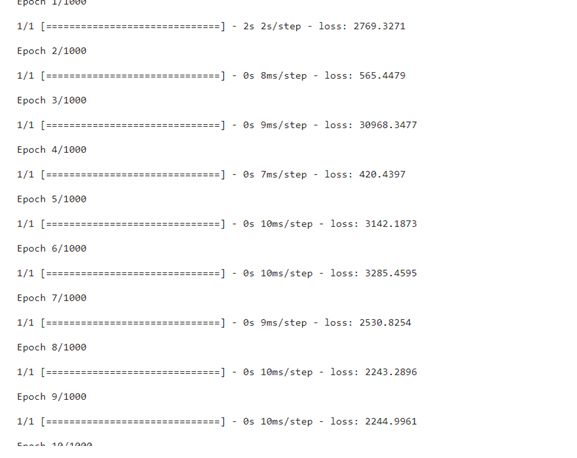 Epoch 1/1000
1/1 [==============================] - 2s 2s/step - loss: 2769.3271
Epoch 2/1000
1/1 [==============================] - 0s 8ms/step - loss: 565.4479
Epoch 3/1000
1/1 [==============================] - 0s 9ms/step - loss: 30968.3477
Epoch 4/1000
1/1 [==============================] - 0s 7ms/step - loss: 420.4397
Epoch 5/1000
1/1 [==============================] - 0s 10ms/step - loss: 3142.1873
Epoch 6/1000
1/1 [==============================] - 0s 10ms/step - loss: 3285.4595
Epoch 7/1000
1/1 [==============================] - 0s 9ms/step - loss: 2530.8254
Epoch 8/1000
1/1 [==============================] - 0s 10ms/step - loss: 2243.2896
Epoch 9/1000
1/1 [==============================] - 0s 10ms/step - loss: 2244.9961
Epoch 10/1000